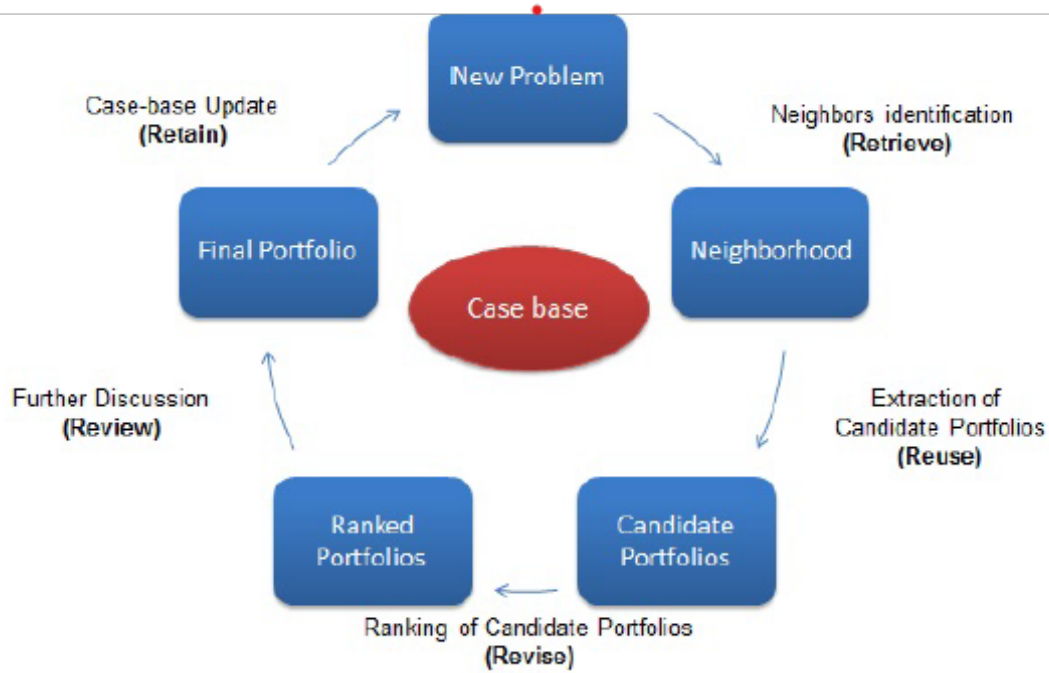 New Problem
Case-base Update
(Retain)
Neighbors identification
(Retrieve)
Final Portfolio
Neighborhood
Case base
Further Discussion
(Review)
Extraction of
Candidate Portfolios
(Reuse)
Ranked
Portfolios
Candidate
Portfolios
Ranking of Candidate Portfolios
(Revise)